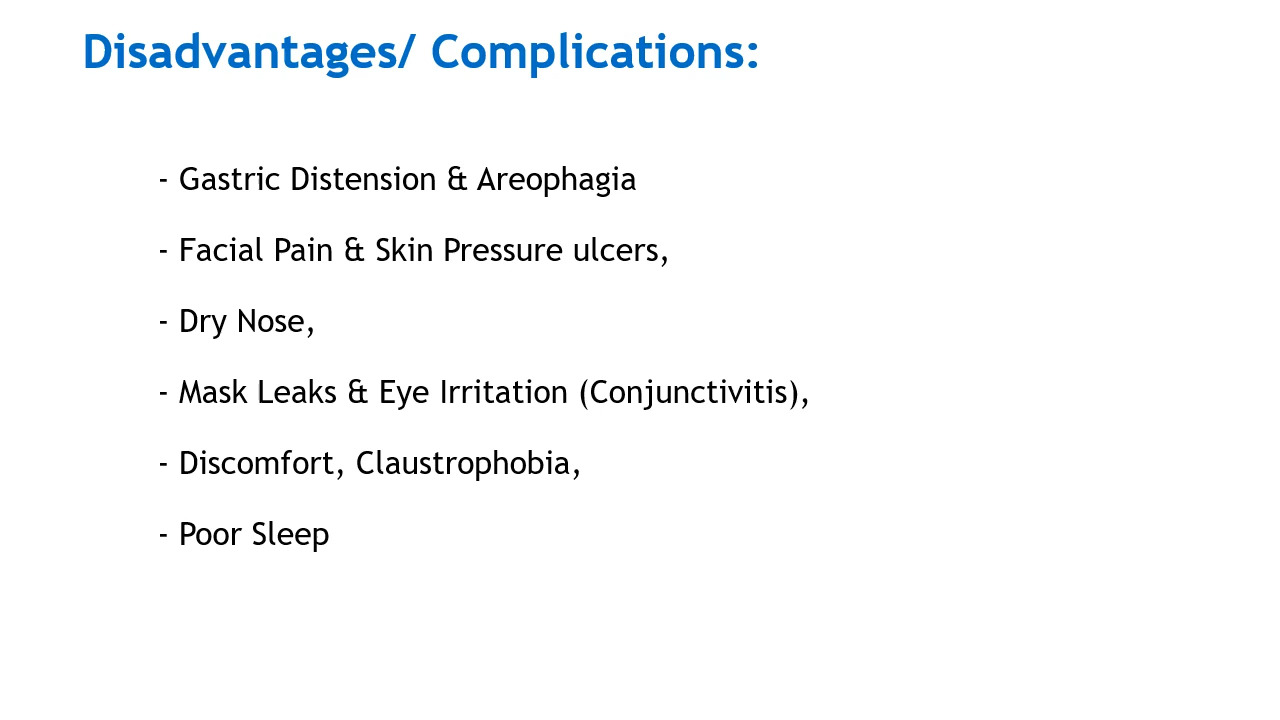 Disadvantages/ Complications:
- Gastric Distension & Areophagia
- Facial Pain & Skin Pressure ulcers,
- Dry Nose,
- Mask Leaks & Eye Irritation (Conjunctivitis),
- Discomfort, Claustrophobia,
- Poor Sleep